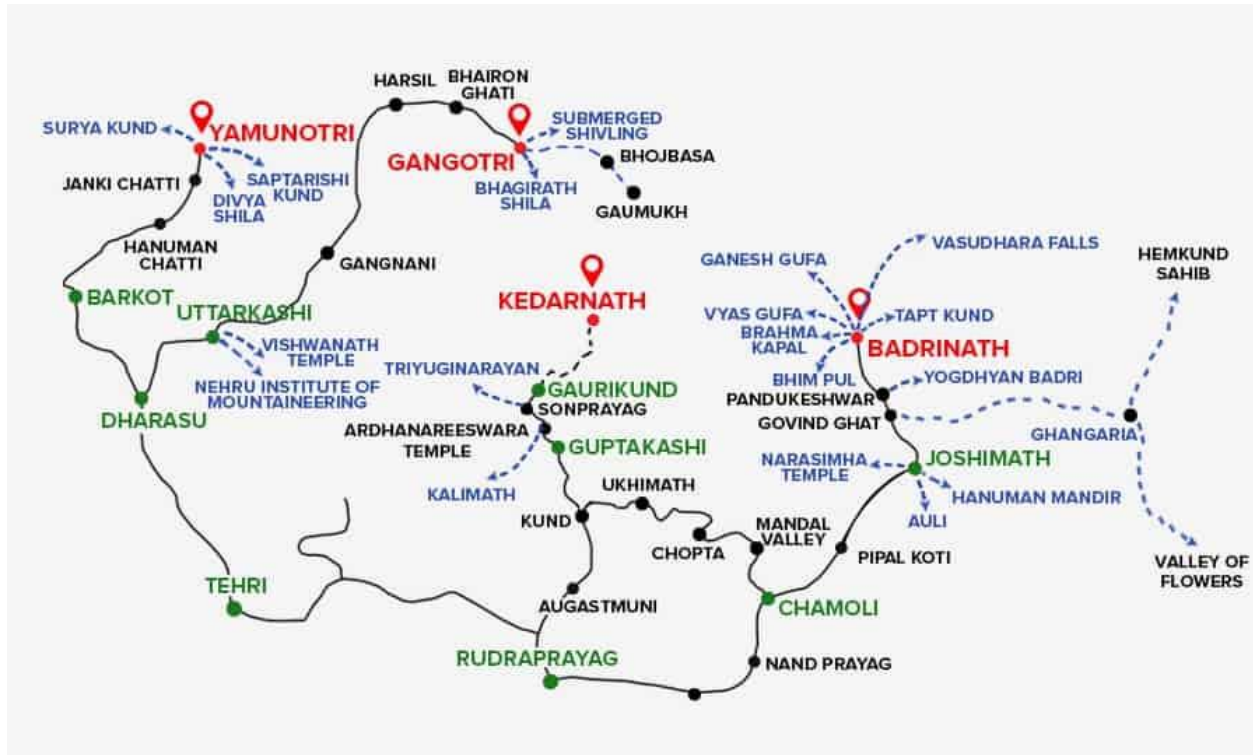 HARSIL
BHAIRON
GHATI
SURYA KUND
YAMUNOTRI
SUBMERGED
SHIVLING
GANGOTRI
BHOJBASA
JANKI CHATTI
SAPTARISHI
KUND
DIVYA
SHILA
BHAGIRATH
SHILA
GAUMUKH
HANUMAN
CHATTI
GANGNANI
VASUDHARA FALLS
GANESH GUFA
HEMKUND
SAHIB
BARKOT
UTTARKASHI
KEDARNATH
VYAS GUFA
TAPT KUND
BRAHMA
KAPAL
BADRINATH
VISHWANATH
TEMPLE
TRIYUGINARAYAN
BHIM PUL
YOGDHYAN BADRI
NEHRU INSTITUTE OF
MOUNTAINEERING
GAURIKUND
PANDUKESHWAR
SONPRAYAG
GOVIND GHAT
DHARASU
ARDHANAREESWARA
TEMPLE
GHANGARIA
GUPTAKASHI
NARASIMHA
TEMPLE
JOSHIMATH
KALIMATH
HANUMAN MANDIR
UKHIMATH
AULI
KUND
MANDAL
VALLEY
CHOPTA
PIPAL KOTI
VALLEY OF
FLOWERS
TEHRI
AUGASTMUNI
CHAMOLI
RUDRAPRAYAG
NAND PRAYAG